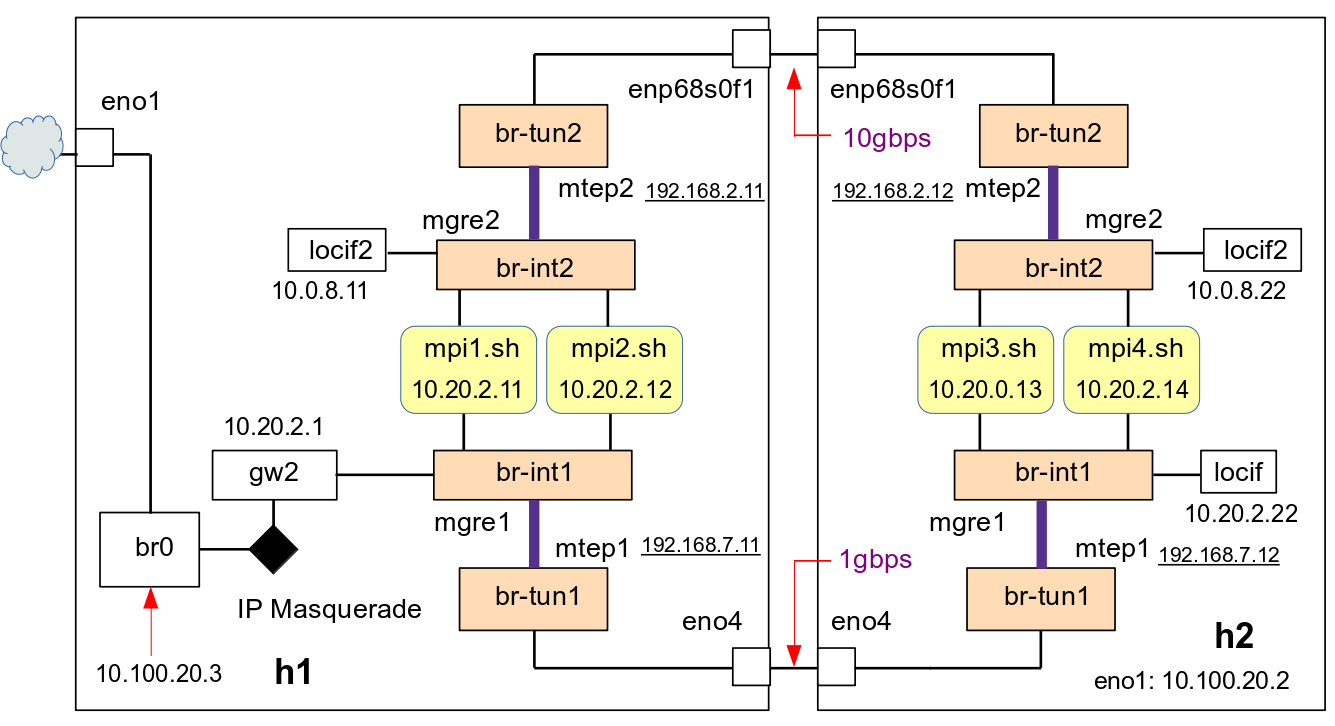 eno1
enp68s0f1
enp68s0f1
br-tun2
br-tun2
10gbps
mtep2
192.168.2.11
192.168.2.12
mtep2
mgre2
mgre2
locif2
br-int2
br-int2
locif2
10.0.8.11
10.0.8.22
mpi1.sh
mpi2.sh
mpi3.sh
mpi4.sh
10.20.2.11
10.20.2.12
10.20.0.13
10.20.2.14
10.20.2.1
gw2
br-int1
br-int1
locif
10.20.2.22
mgre1
mgre1
br0
mtep1
192.168.7.11
1gbps
mtep1
192.168.7.12
IP Masquerade
br-tun1
br-tun1
eno4
eno4
h2
10.100.20.3
h1
eno1: 10.100.20.2